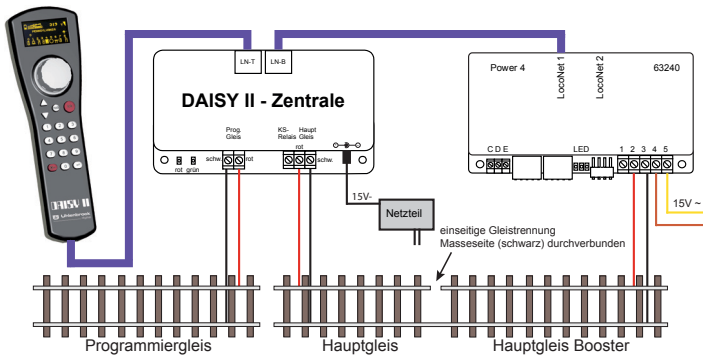 LN-T
LN-B
DAISY II - Zentrale
Prog.
Gleis
KS-
Relais
Haupt
Gleis
rot
schw.
rot
schw.
rot grün
Power 4
LocoNet 1
LocoNet 2
63240
C D E
LED
1 2 3 4 5
15V-
Netzteil
15V ~
einseitige Gleistrennung
Masseseite (schwarz) durchverbunden
DAISY II
Uhlenbrock
Programmiergleis
Hauptgleis
Hauptgleis Booster